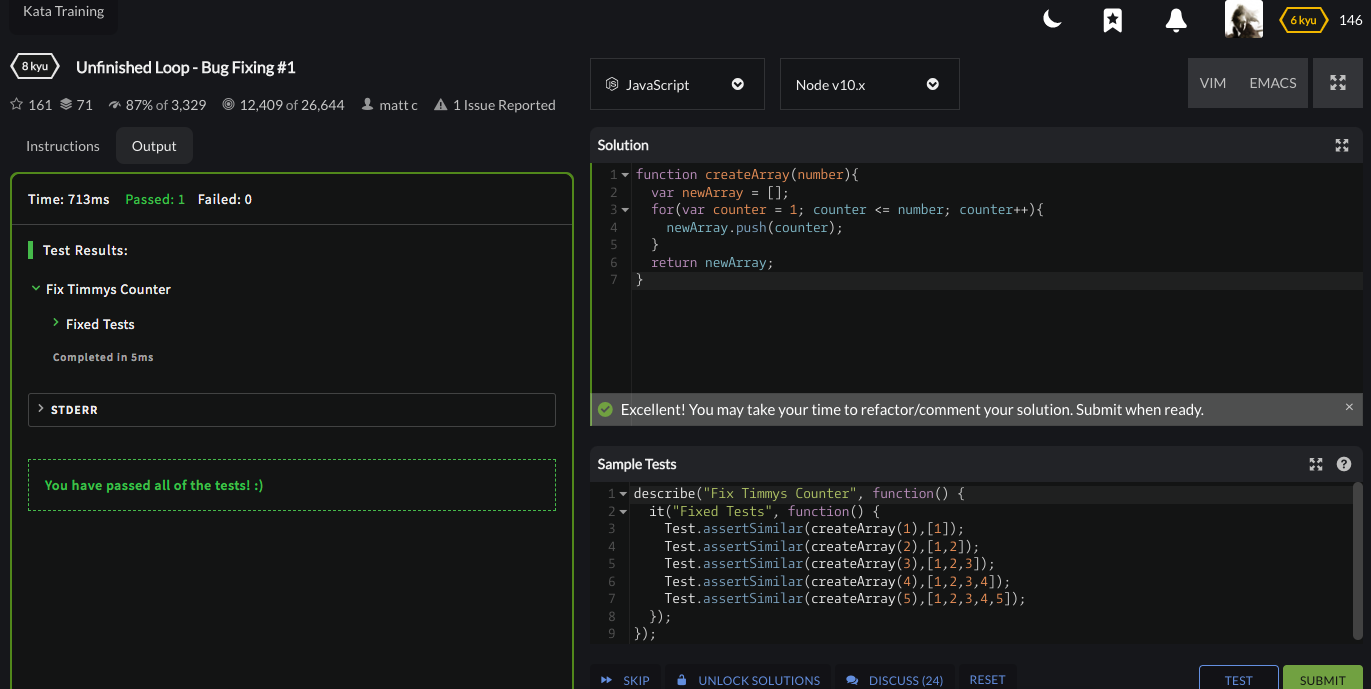 Kata Training
6 kyu 146
8 kyu Unfinished Loop - Bug Fixing #1
161 71 87% of 3,329 12,409 of 26,644 matt c 1 Issue Reported
Instructions Output
Time: 713ms Passed: 1 Failed: 0
Test Results:
Fix Timmys Counter
Fixed Tests
Completed in 5ms
STDERR
You have passed all of the tests! :)
JavaScript Node v10.x VIM EMACS
Solution
1 function createArray(number){
2 var newArray = [];
3 for(var counter = 1; counter <= number; counter++){
4 newArray.push(counter);
5 }
6 return newArray;
7 }
Excellent! You may take your time to refactor/comment your solution. Submit when ready. ×
Sample Tests ?
1 describe("Fix Timmys Counter", function() {
2 it("Fixed Tests", function() {
3 Test.assertSimilar(createArray(1),[1]);
4 Test.assertSimilar(createArray(2),[1,2]);
5 Test.assertSimilar(createArray(3),[1,2,3]);
6 Test.assertSimilar(createArray(4),[1,2,3,4]);
7 Test.assertSimilar(createArray(5),[1,2,3,4,5]);
8 });
9 });
SKIP UNLOCK SOLUTIONS DISCUSS (24) RESET TEST SUBMIT